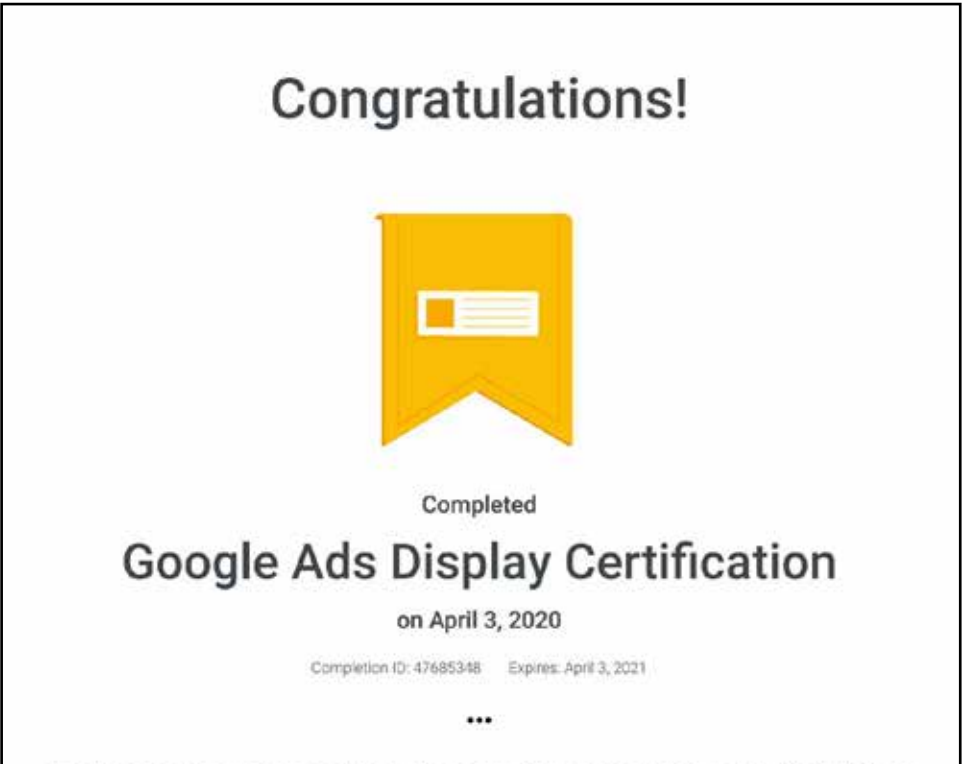 Congratulations!
Completed
Google Ads Display Certification
on April 3, 2020
Completion ID: 47685348 Expires: April 3, 2021
•••